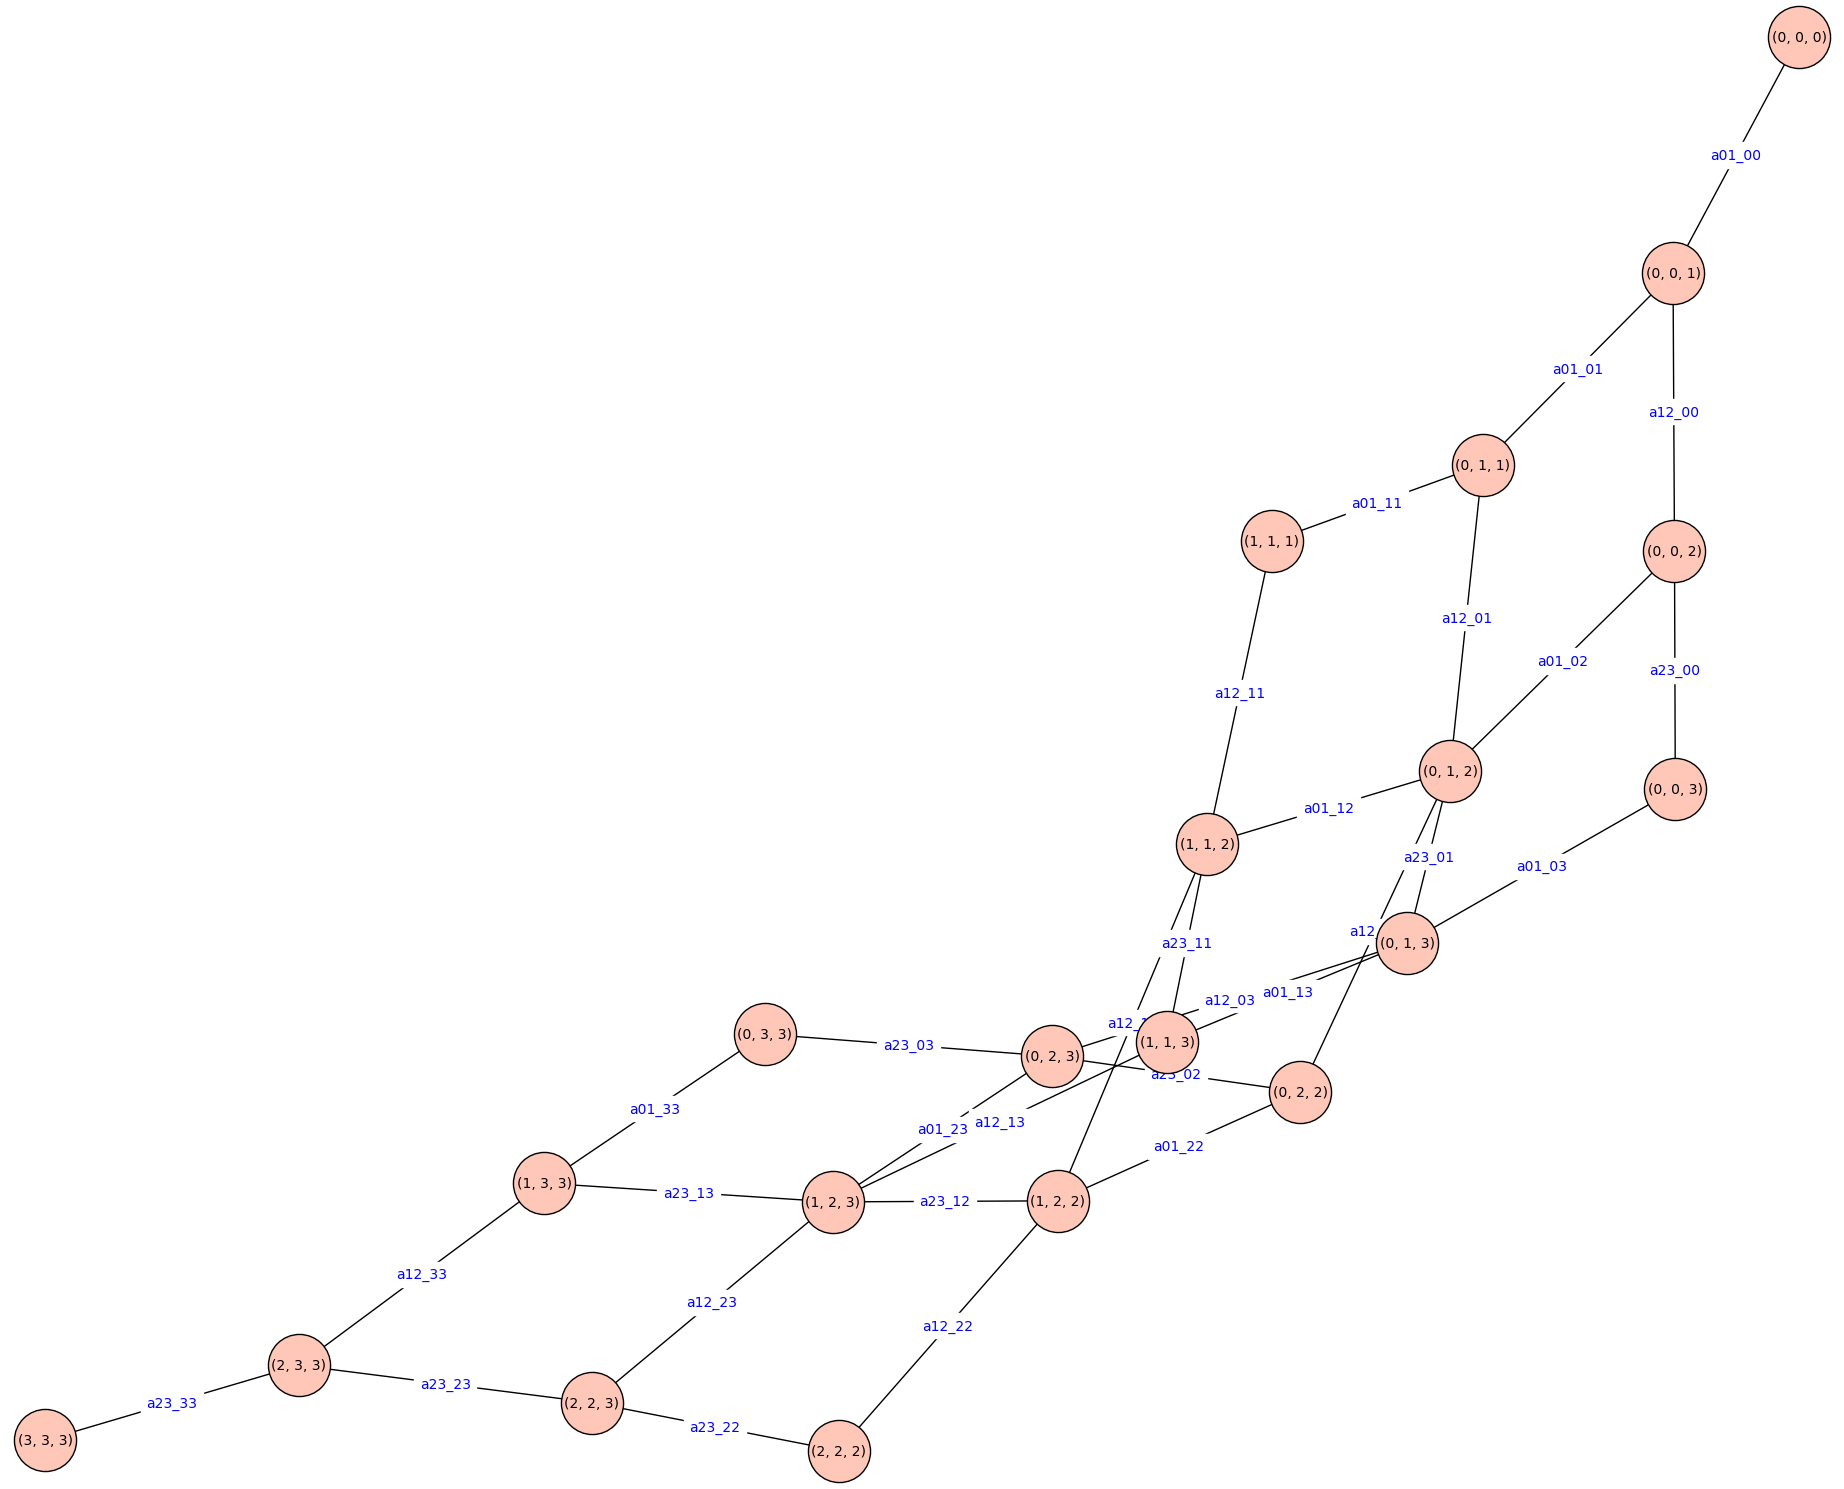 (0, 0, 0)
a01_00
(0, 0, 1)
a01_01
a12_00
(0, 1, 1)
a01_11
(1, 1, 1)
(0, 0, 2)
a12_01
a01_02
a23_00
a12_11
(0, 1, 2)
(0, 0, 3)
a01_12
(1, 1, 2)
a23_01
a01_03
a12
(0, 1, 3)
a23_11
a01_13
a12_03
a12_1
(0, 3, 3)
a23_03
(0, 2, 3)
(1, 1, 3)
a23_02
(0, 2, 2)
a01_33
a01_23
a12_13
a01_22
(1, 3, 3)
a23_13
(1, 2, 3)
a23_12
(1, 2, 2)
a12_33
a12_23
a12_22
(2, 3, 3)
a23_23
a23_33
(2, 2, 3)
a23_22
(3, 3, 3)
(2, 2, 2)